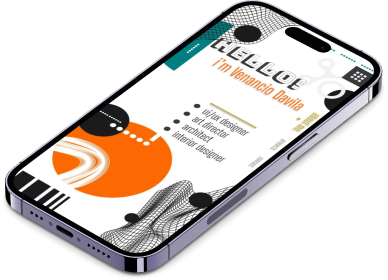 HELLO!
i'm Venancio Davila
ui/ux designer
art director
architect
interior designer